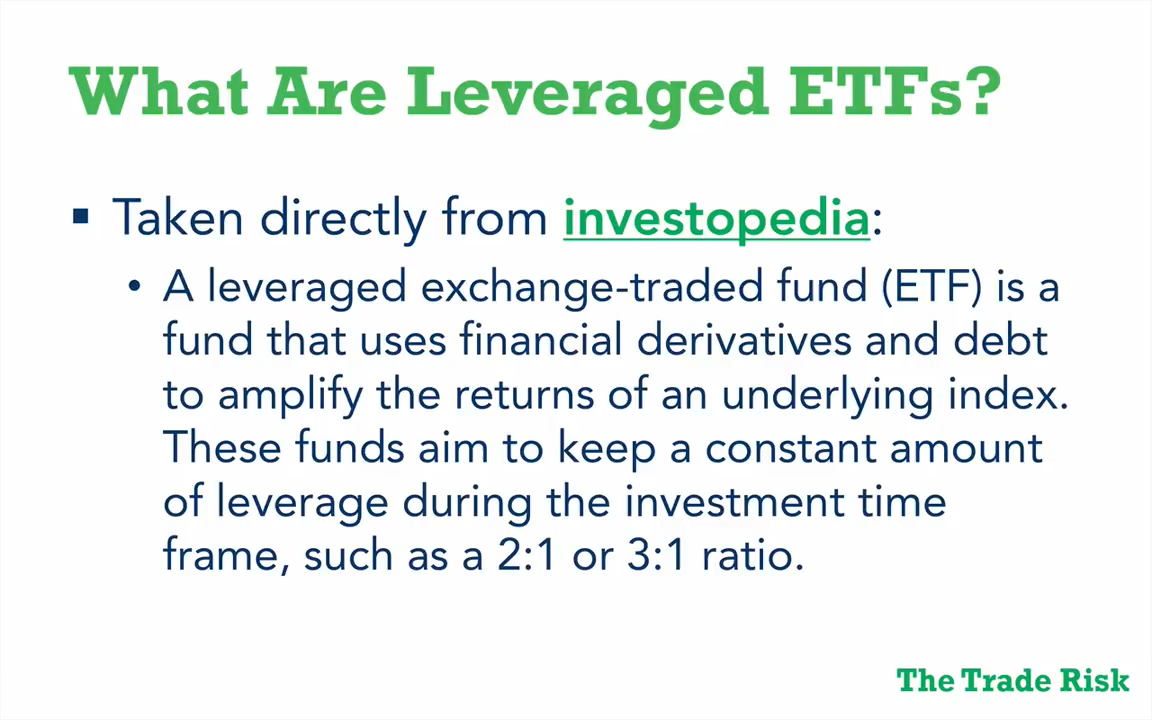 What Are Leveraged ETFs?
▪ Taken directly from investopedia:
• A leveraged exchange-traded fund (ETF) is a
fund that uses financial derivatives and debt
to amplify the returns of an underlying index.
These funds aim to keep a constant amount
of leverage during the investment time
frame, such as a 2:1 or 3:1 ratio.
The Trade Risk